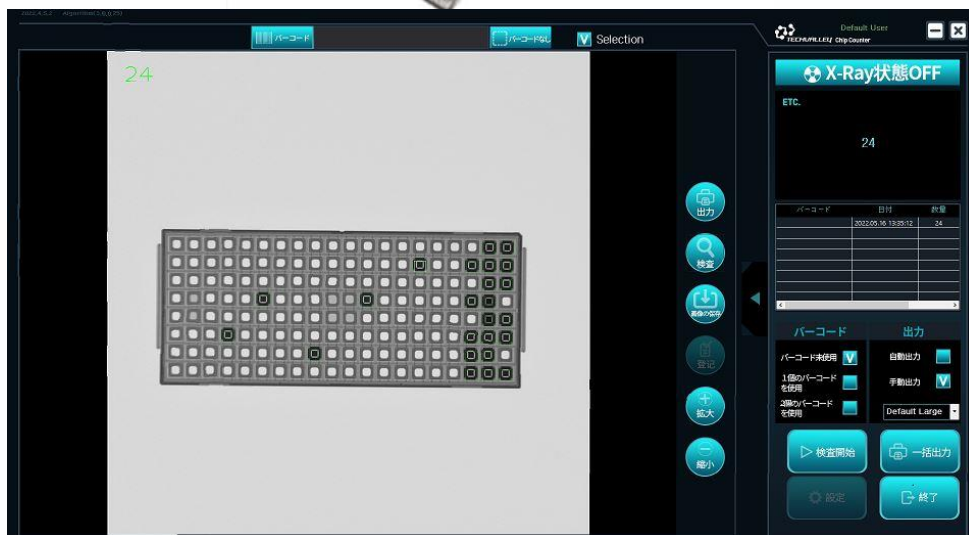 バーコード
バーコードなし
Selection
Default User
TECHVALLEY Chip Counter
24
X-Ray状態OFF
ETC.
24
バーコード 日付 数量
2022.05.16 13:35:12 24
出力
検査
画像の保存
登記
拡大
縮小
バーコード 出力
バーコード未使用
自動出力
1個のバーコード
を使用
手動出力
2個のバーコード
を使用
Default Large
検査開始
一括出力
設定
終了